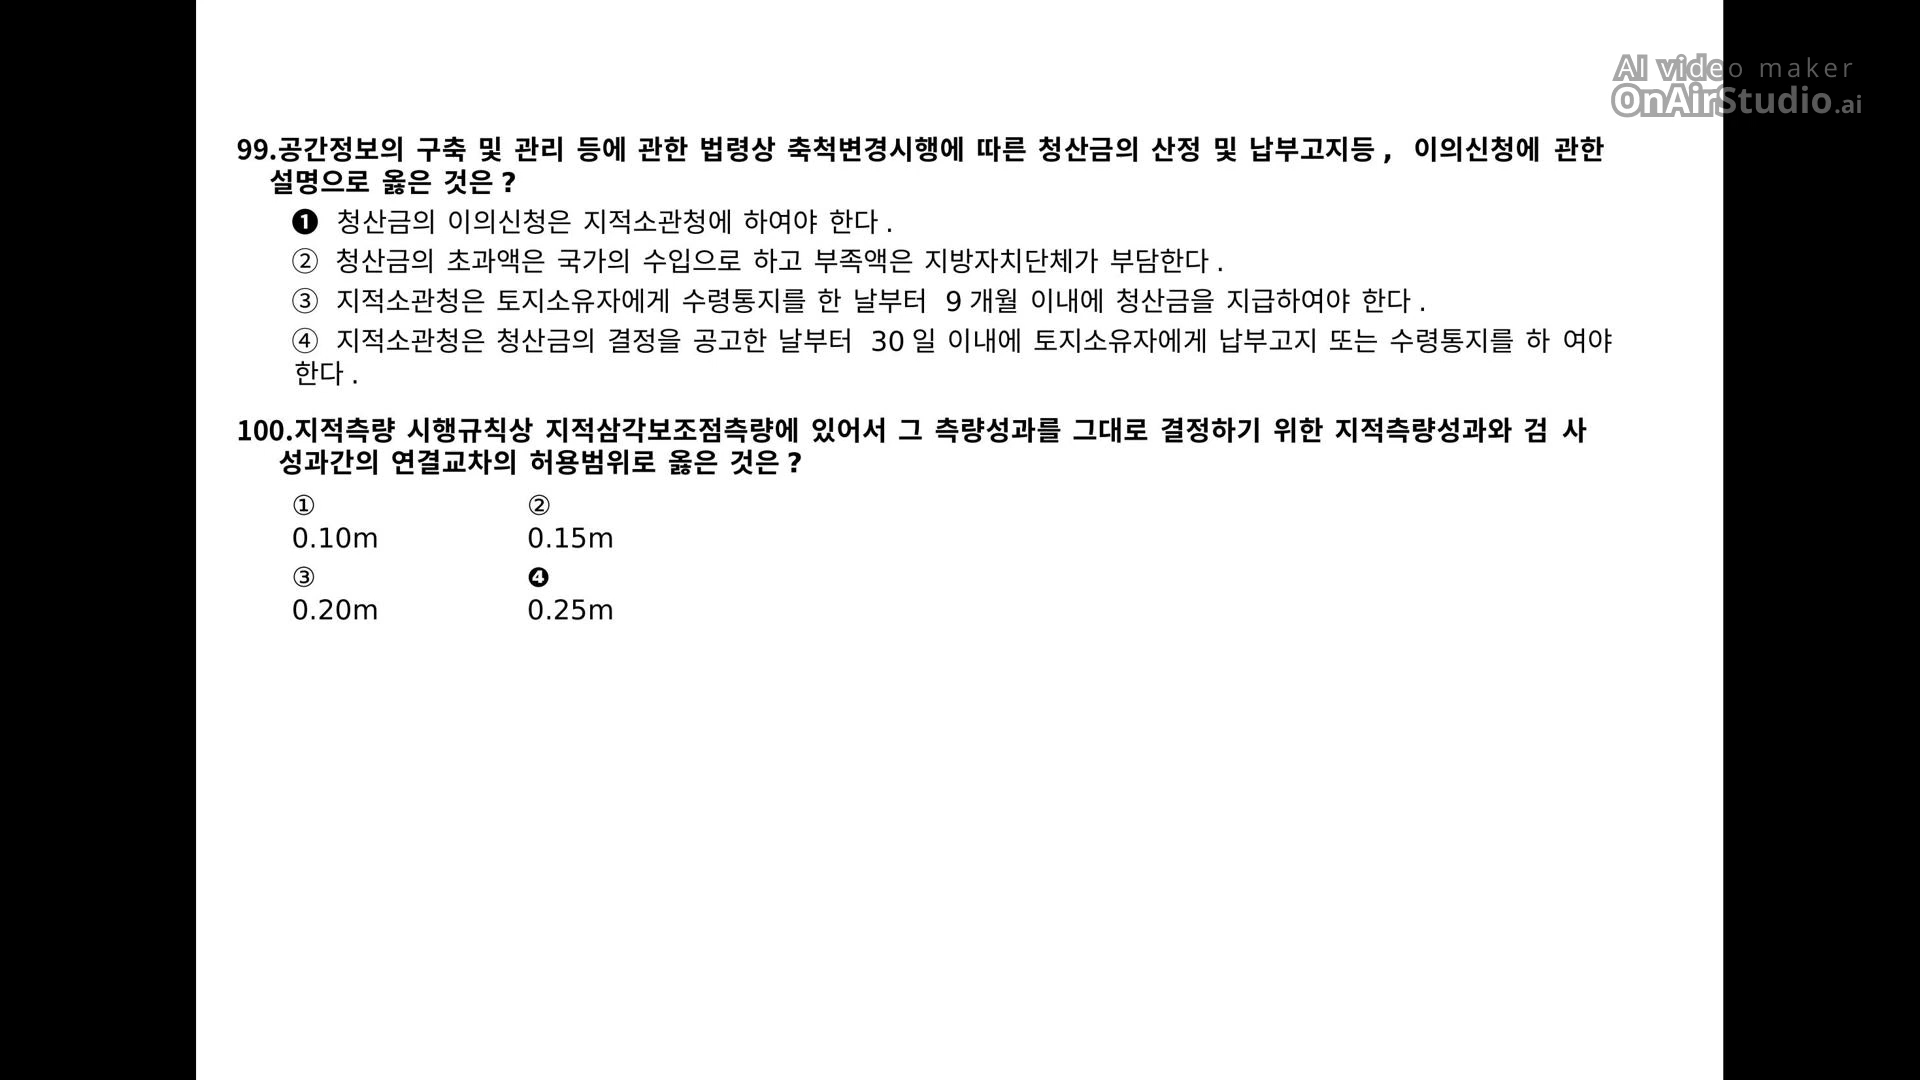 AI video maker
OnAirStudio.ai
99.공간정보의 구축 및 관리 등에 관한 법령상 축척변경시행에 따른 청산금의 산정 및 납부고지등 , 이의신청에 관한
설명으로 옳은 것은 ?
❶ 청산금의 이의신청은 지적소관청에 하여야 한다 .
② 청산금의 초과액은 국가의 수입으로 하고 부족액은 지방자치단체가 부담한다 .
③ 지적소관청은 토지소유자에게 수령통지를 한 날부터 9 개월 이내에 청산금을 지급하여야 한다 .
④ 지적소관청은 청산금의 결정을 공고한 날부터 30 일 이내에 토지소유자에게 납부고지 또는 수령통지를 하 여야
한다 .
100.지적측량 시행규칙상 지적삼각보조점측량에 있어서 그 측량성과를 그대로 결정하기 위한 지적측량성과와 검 사
성과간의 연결교차의 허용범위로 옳은 것은 ?
① ②
0.10m 0.15m
③ ❹
0.20m 0.25m